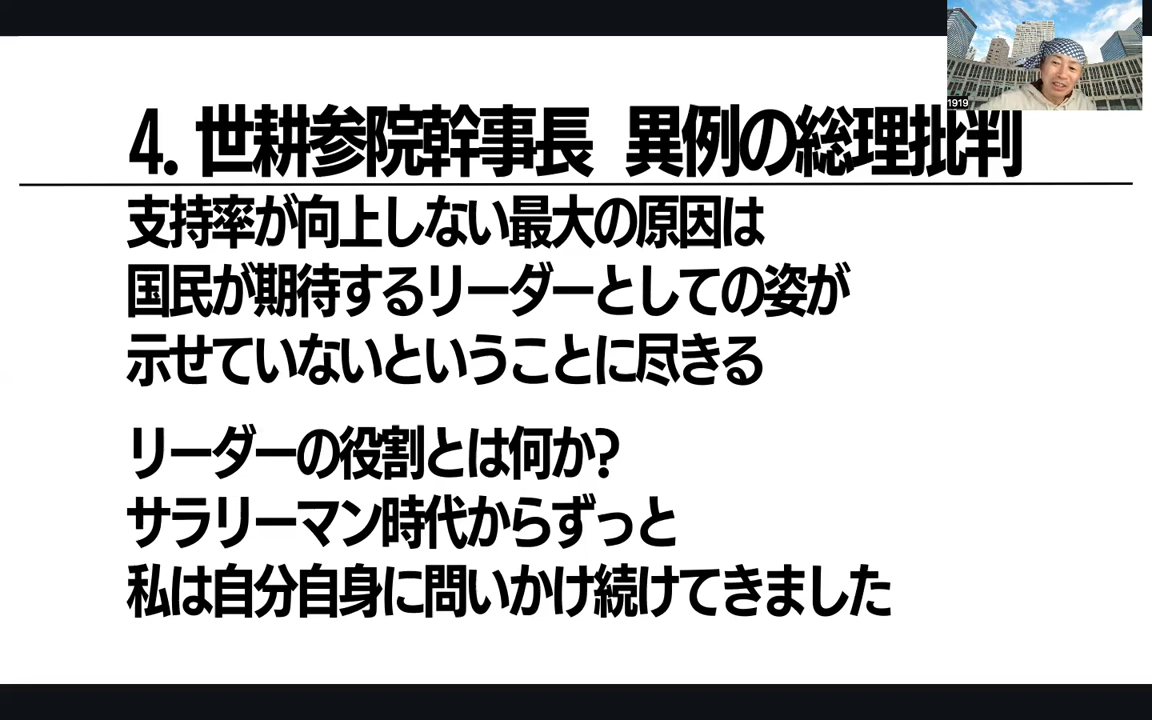 1919
4. 世耕参院幹事長 異例の総理批判
支持率が向上しない最大の原因は
国民が期待するリーダーとしての姿が
示せていないということに尽きる
リーダーの役割とは何か?
サラリーマン時代からずっと
私は自分自身に問いかけ続けてきました